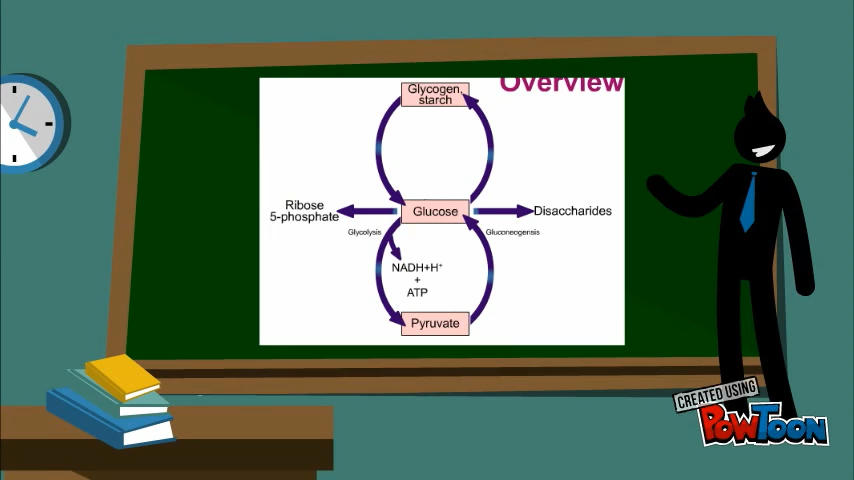 Overview
Glycogen,
starch
Ribose
5-phosphate
Glucose
Disaccharides
Glycolysis
Gluconeogensis
NADH+H⁺
+
ATP
Pyruvate
CREATED USING
POWTOON